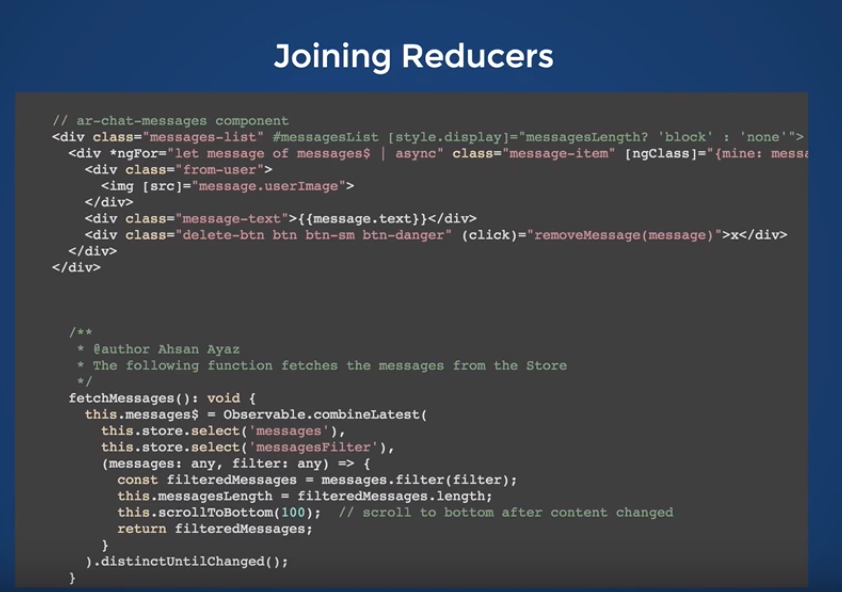 Joining Reducers
// ar-chat-messages component
<div class="messages-list" #messagesList [style.display]="messagesLength? 'block' : 'none'">
<div *ngFor="let message of messages$ | async" class="message-item" [ngClass]="{mine: messa
<div class="from-user">
<img [src]="message.userImage">
</div>
<div class="message-text">{{message.text}}</div>
<div class="delete-btn btn btn-sm btn-danger" (click)="removeMessage(message)">x</div>
</div>
</div>
/**
* @author Ahsan Ayaz
* The following function fetches the messages from the Store
*/
fetchMessages(): void {
this.messages$ = Observable.combineLatest(
this.store.select('messages'),
this.store.select('messagesFilter'),
(messages: any, filter: any) => {
const filteredMessages = messages.filter(filter);
this.messagesLength = filteredMessages.length;
this.scrollToBottom(100);  // scroll to bottom after content changed
return filteredMessages;
}
).distinctUntilChanged();
}